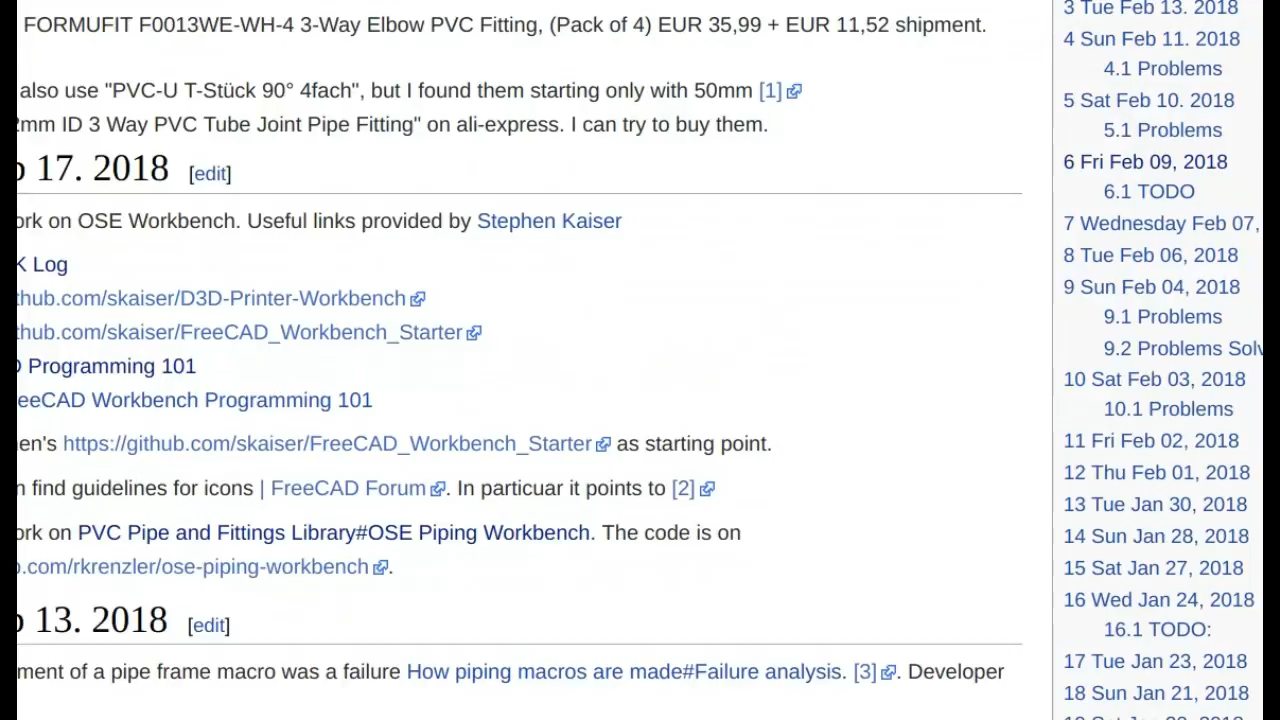 FORMUFIT F0013WE-WH-4 3-Way Elbow PVC Fitting, (Pack of 4) EUR 35,99 + EUR 11,52 shipment.
also use "PVC-U T-Stück 90° 4fach", but I found them starting only with 50mm [1]
2mm ID 3 Way PVC Tube Joint Pipe Fitting" on ali-express. I can try to buy them.
17. 2018 [edit]
ork on OSE Workbench. Useful links provided by Stephen Kaiser
K Log
thub.com/skaiser/D3D-Printer-Workbench
thub.com/skaiser/FreeCAD_Workbench_Starter
Programming 101
eeCAD Workbench Programming 101
en's https://github.com/skaiser/FreeCAD_Workbench_Starter as starting point.
n find guidelines for icons | FreeCAD Forum. In particuar it points to [2]
ork on PVC Pipe and Fittings Library#OSE Piping Workbench. The code is on
.com/rkrenzler/ose-piping-workbench.
13. 2018 [edit]
ment of a pipe frame macro was a failure How piping macros are made#Failure analysis. [3]. Developer
3 Tue Feb 13. 2018
4 Sun Feb 11. 2018
4.1 Problems
5 Sat Feb 10. 2018
5.1 Problems
6 Fri Feb 09, 2018
6.1 TODO
7 Wednesday Feb 07,
8 Tue Feb 06, 2018
9 Sun Feb 04, 2018
9.1 Problems
9.2 Problems Solv
10 Sat Feb 03, 2018
10.1 Problems
11 Fri Feb 02, 2018
12 Thu Feb 01, 2018
13 Tue Jan 30, 2018
14 Sun Jan 28, 2018
15 Sat Jan 27, 2018
16 Wed Jan 24, 2018
16.1 TODO:
17 Tue Jan 23, 2018
18 Sun Jan 21, 2018